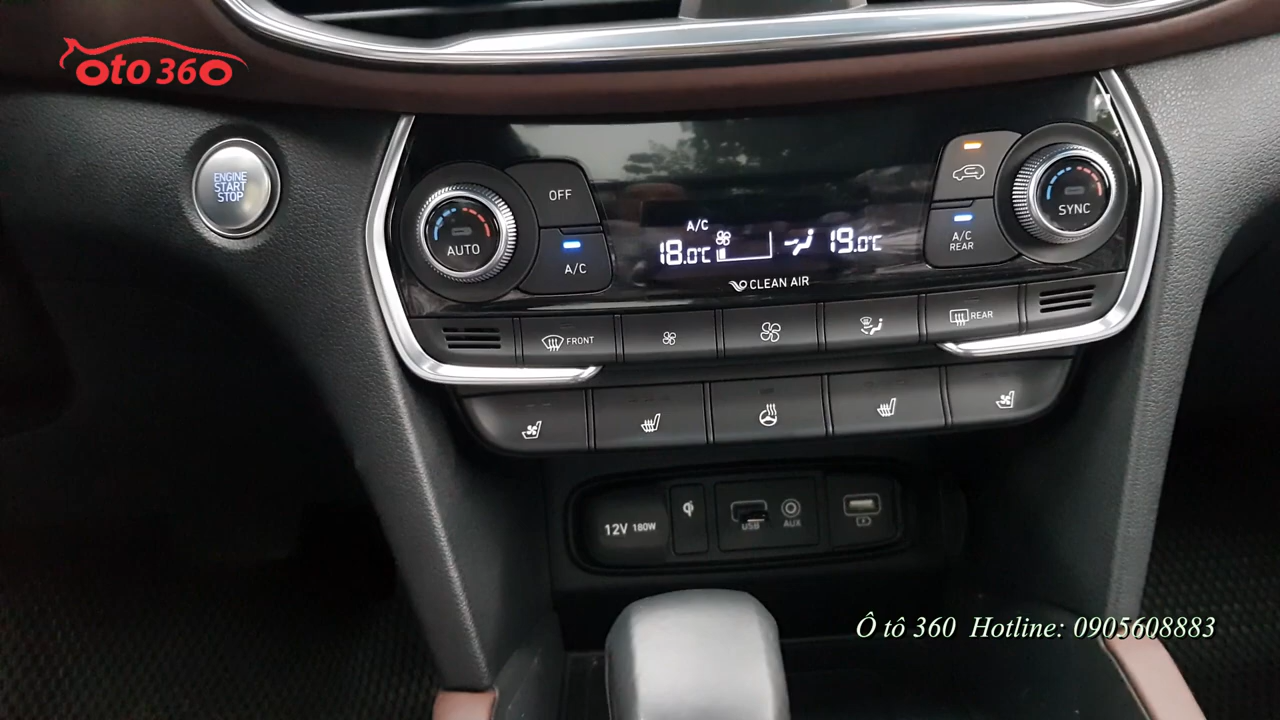 oto 360
ENGINE
START
STOP
OFF
AUTO
A/C
A/C
18.0°C
19.0°C
CLEAN AIR
A/C
REAR
SYNC
FRONT
REAR
12V 180W
USB
AUX
Ô tô 360 Hotline: 0905608883